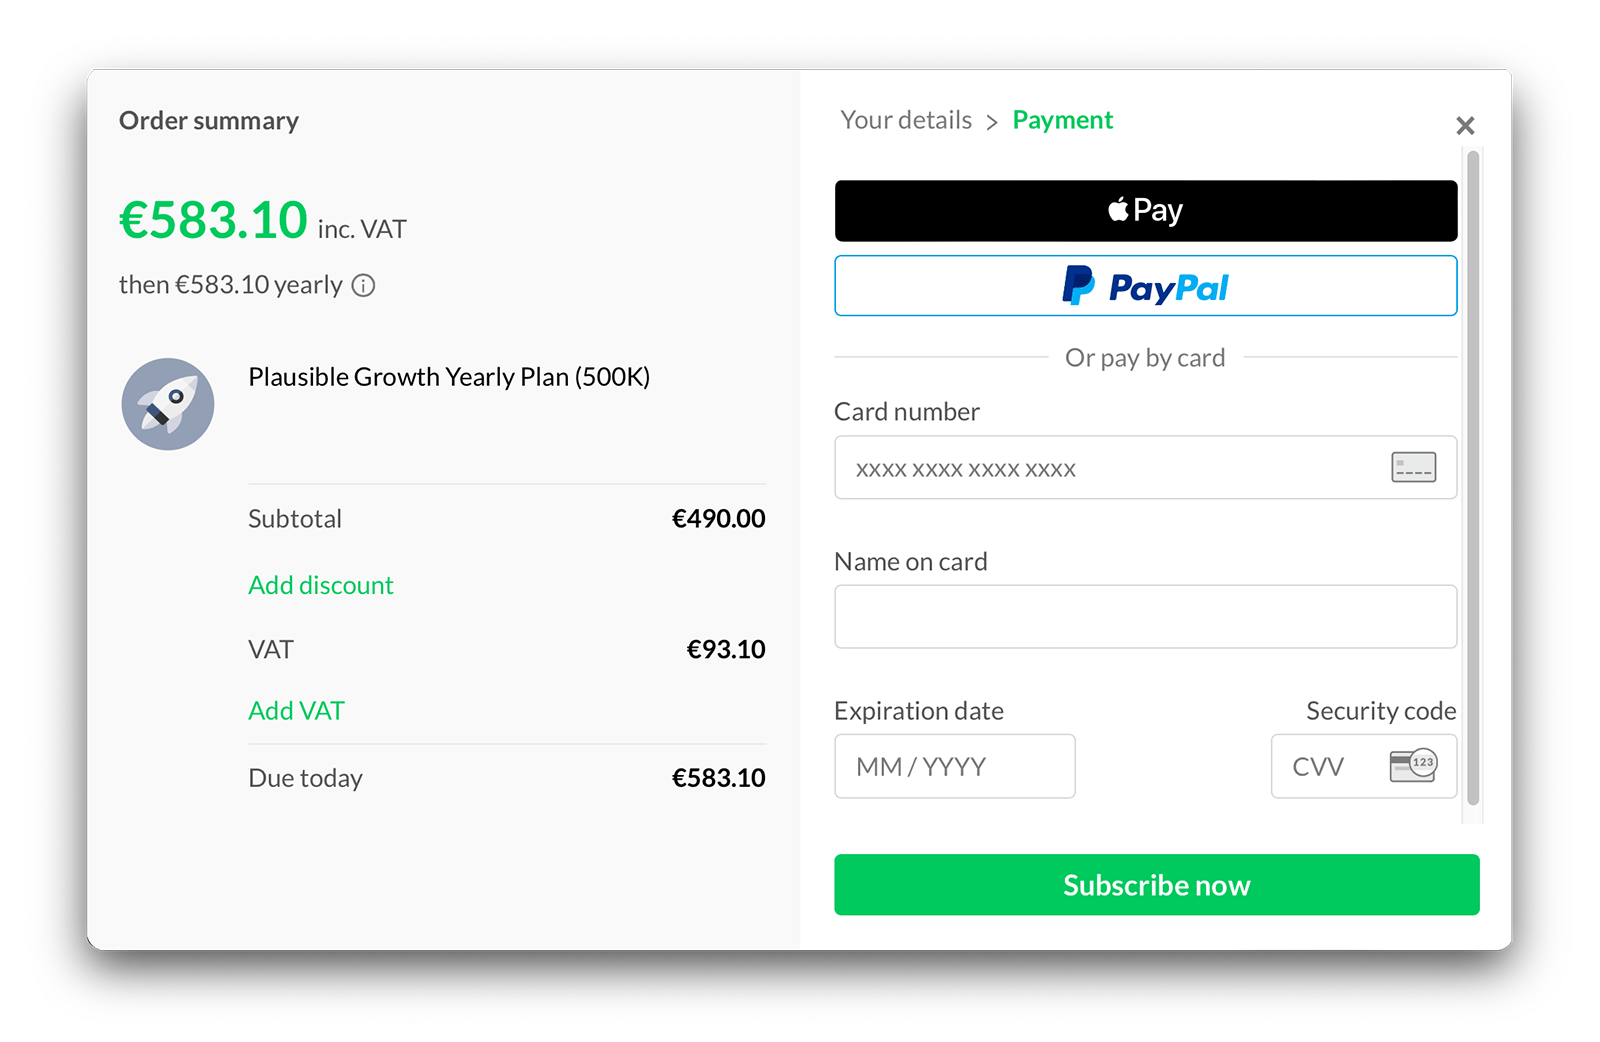 Order summary
€583.10 inc. VAT
then €583.10 yearly
Plausible Growth Yearly Plan (500K)
Subtotal €490.00
Add discount
VAT €93.10
Add VAT
Due today €583.10
Your details > Payment
×
Pay
PayPal
Or pay by card
Card number
xxxx xxxx xxxx xxxx
Name on card
Expiration date Security code
MM / YYYY CVV 123
Subscribe now